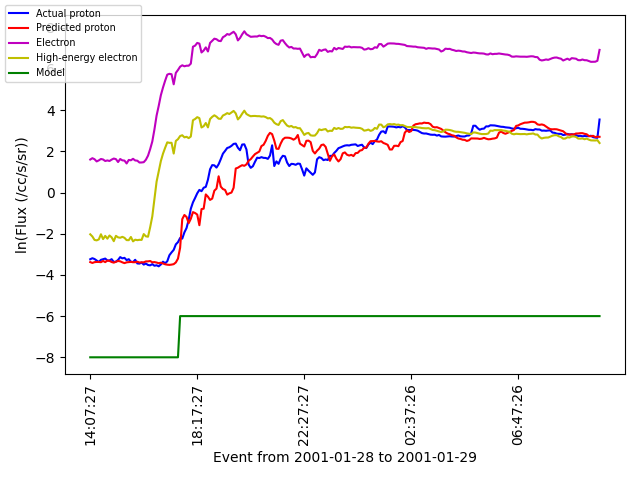 Actual proton
Predicted proton
Electron
High-energy electron
Model
4
2
0
−2
−4
−6
−8
ln(Flux (/cc/s/sr))
14:07:27
18:17:27
22:27:27
02:37:26
06:47:26
Event from 2001-01-28 to 2001-01-29